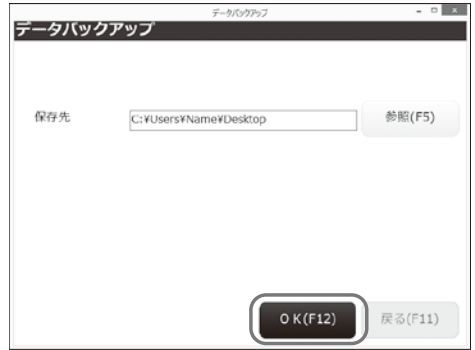 データバックアップ
データバックアップ
保存先
C:¥Users¥Name¥Desktop
参照(F5)
OK(F12)
戻る(F11)